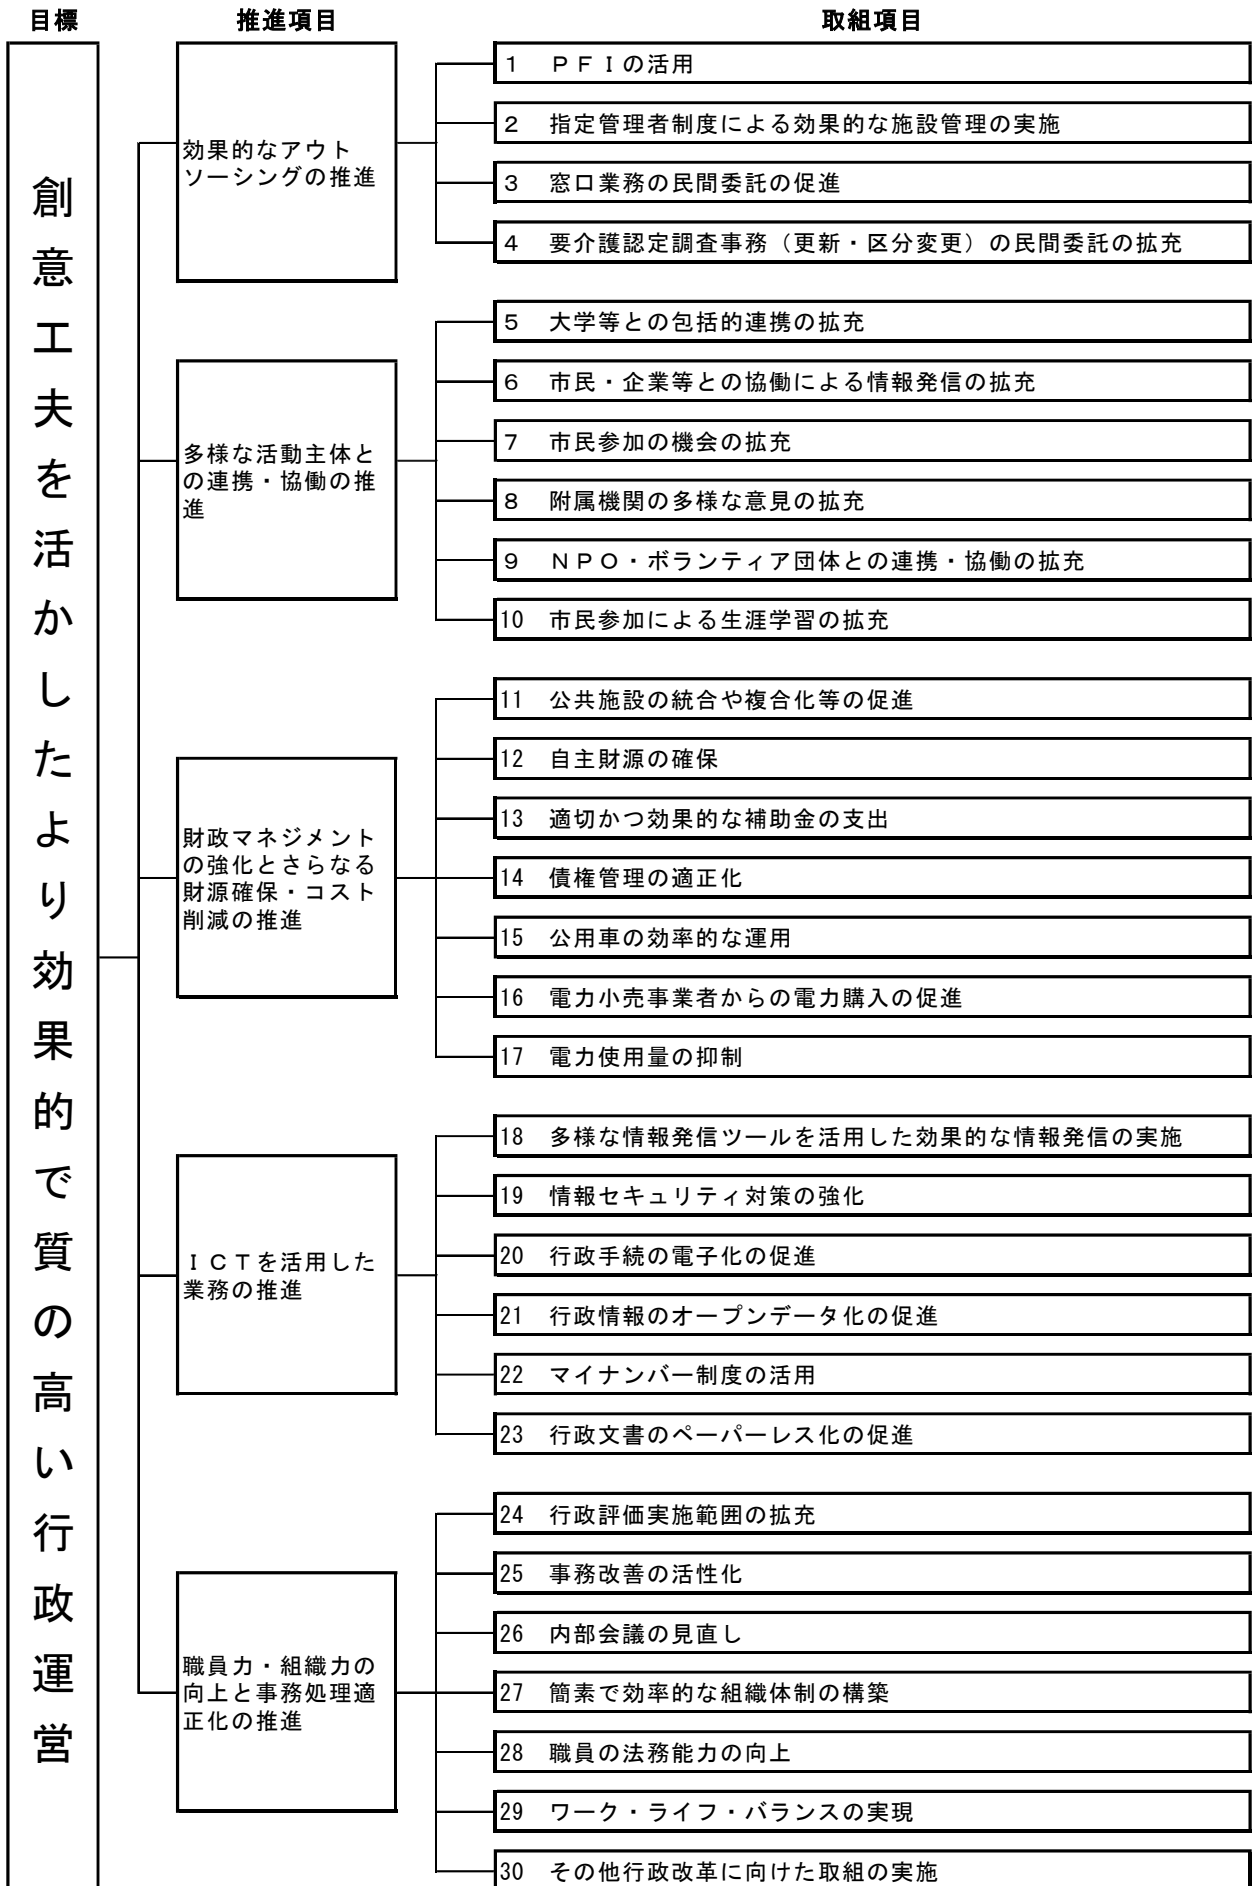 目標 推進項目 取組項目
創意工夫を活かしたより効果的で質の高い行政運営
効果的なアウト
ソーシングの推進
1 ＰＦＩの活用
2 指定管理者制度による効果的な施設管理の実施
3 窓口業務の民間委託の促進
4 要介護認定調査事務（更新・区分変更）の民間委託の拡充
多様な活動主体と
の連携・協働の推
進
5 大学等との包括的連携の拡充
6 市民・企業等との協働による情報発信の拡充
7 市民参加の機会の拡充
8 附属機関の多様な意見の拡充
9 ＮＰＯ・ボランティア団体との連携・協働の拡充
10 市民参加による生涯学習の拡充
財政マネジメント
の強化とさらなる
財源確保・コスト
削減の推進
11 公共施設の統合や複合化等の促進
12 自主財源の確保
13 適切かつ効果的な補助金の支出
14 債権管理の適正化
15 公用車の効率的な運用
16 電力小売事業者からの電力購入の促進
17 電力使用量の抑制
ＩＣＴを活用した
業務の推進
18 多様な情報発信ツールを活用した効果的な情報発信の実施
19 情報セキュリティ対策の強化
20 行政手続の電子化の促進
21 行政情報のオープンデータ化の促進
22 マイナンバー制度の活用
23 行政文書のペーパーレス化の促進
職員力・組織力の
向上と事務処理適
正化の推進
24 行政評価実施範囲の拡充
25 事務改善の活性化
26 内部会議の見直し
27 簡素で効率的な組織体制の構築
28 職員の法務能力の向上
29 ワーク・ライフ・バランスの実現
30 その他行政改革に向けた取組の実施